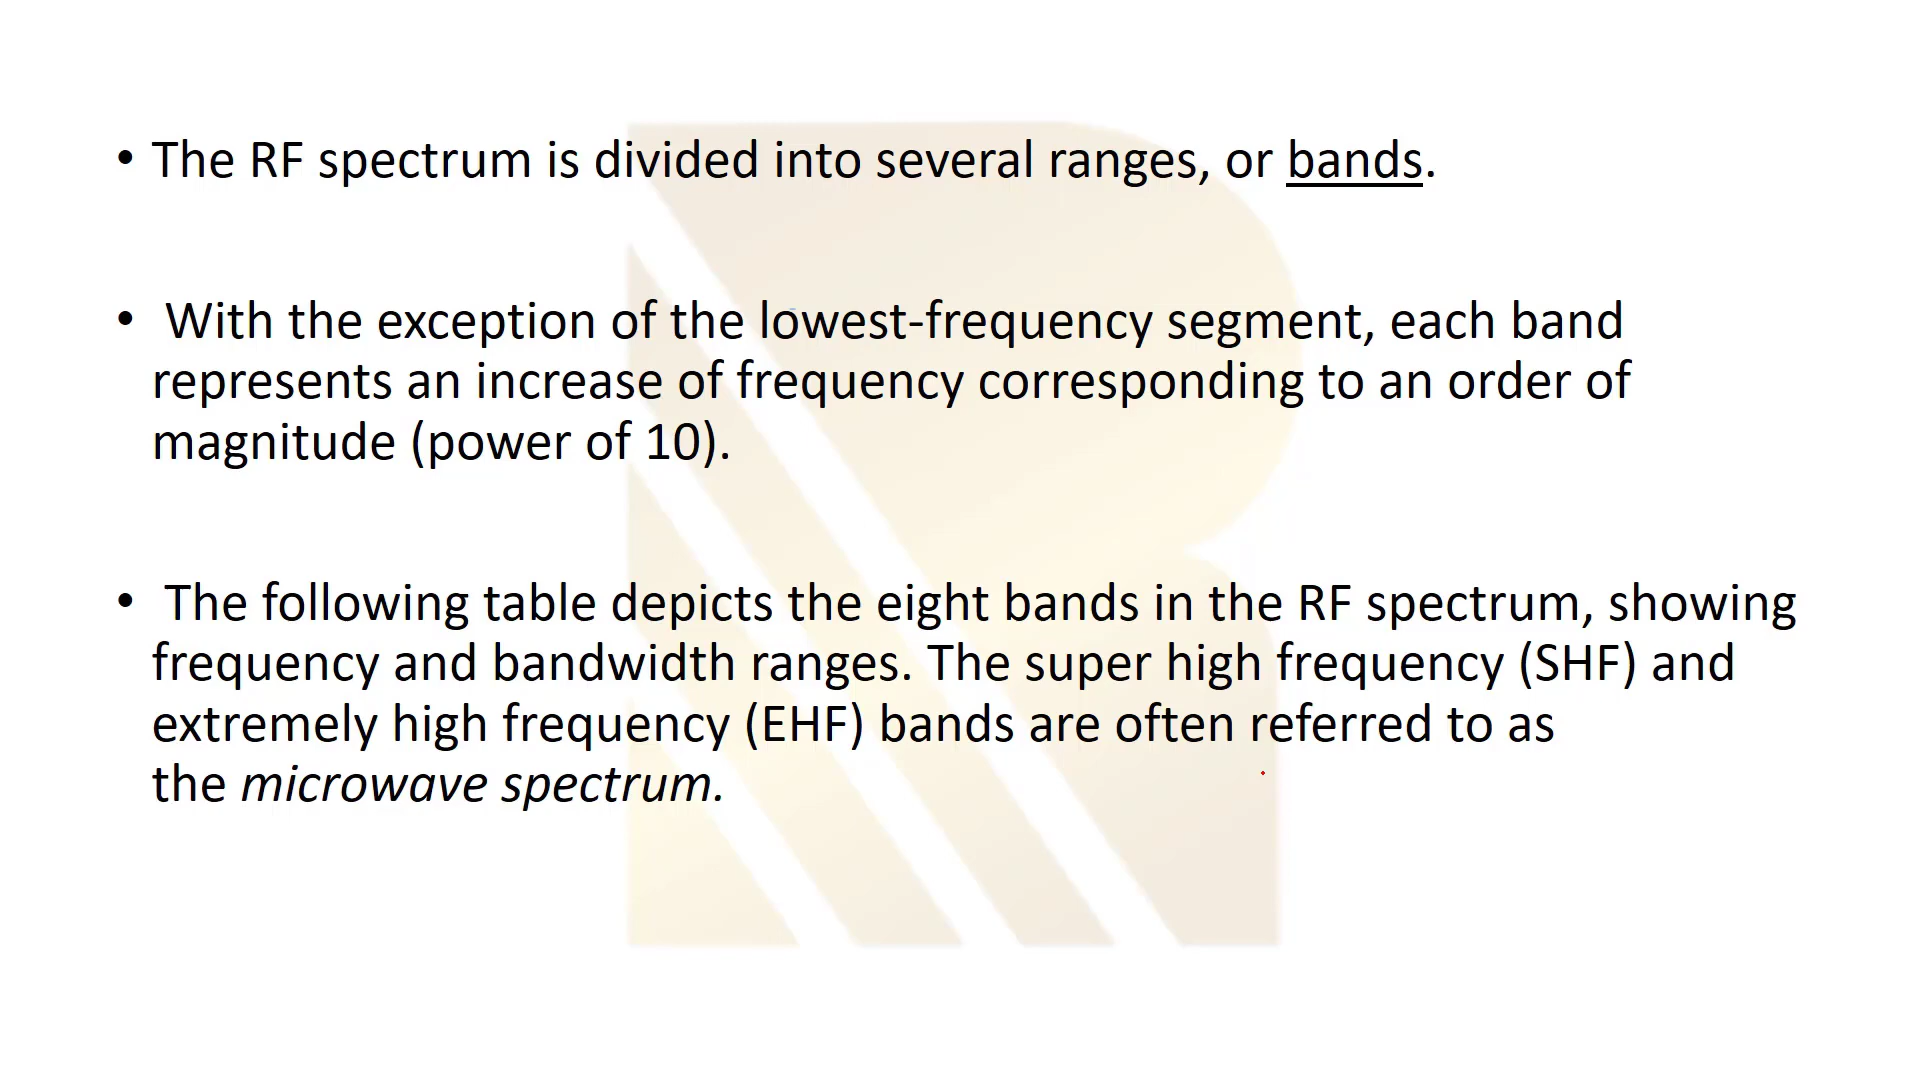 • The RF spectrum is divided into several ranges, or bands.
• With the exception of the lowest-frequency segment, each band
represents an increase of frequency corresponding to an order of
magnitude (power of 10).
• The following table depicts the eight bands in the RF spectrum, showing
frequency and bandwidth ranges. The super high frequency (SHF) and
extremely high frequency (EHF) bands are often referred to as
the microwave spectrum.